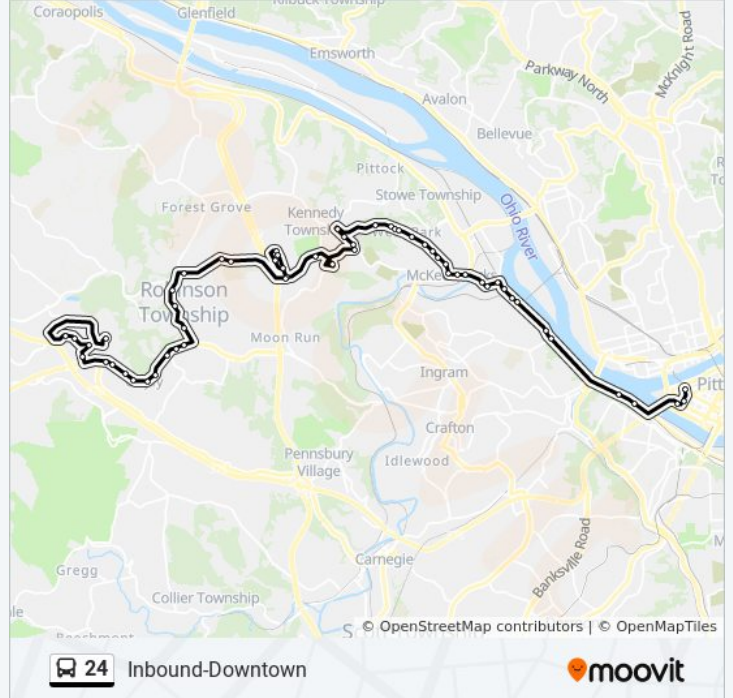 Coraopolis
Glenfield
Emsworth
Parkway North
McKnight Road
Avalon
Bellevue
Pittock
Stowe Township
Ohio River
Forest Grove
Kennedy
Robinson
Township
Moon Run
Ingram
Crafton
Idlewood
Pennsbury
Village
Carnegie
Banksville Road
Gregg
Collier Township
© OpenStreetMap contributors | © OpenMapTiles
24 Inbound-Downtown
moovit